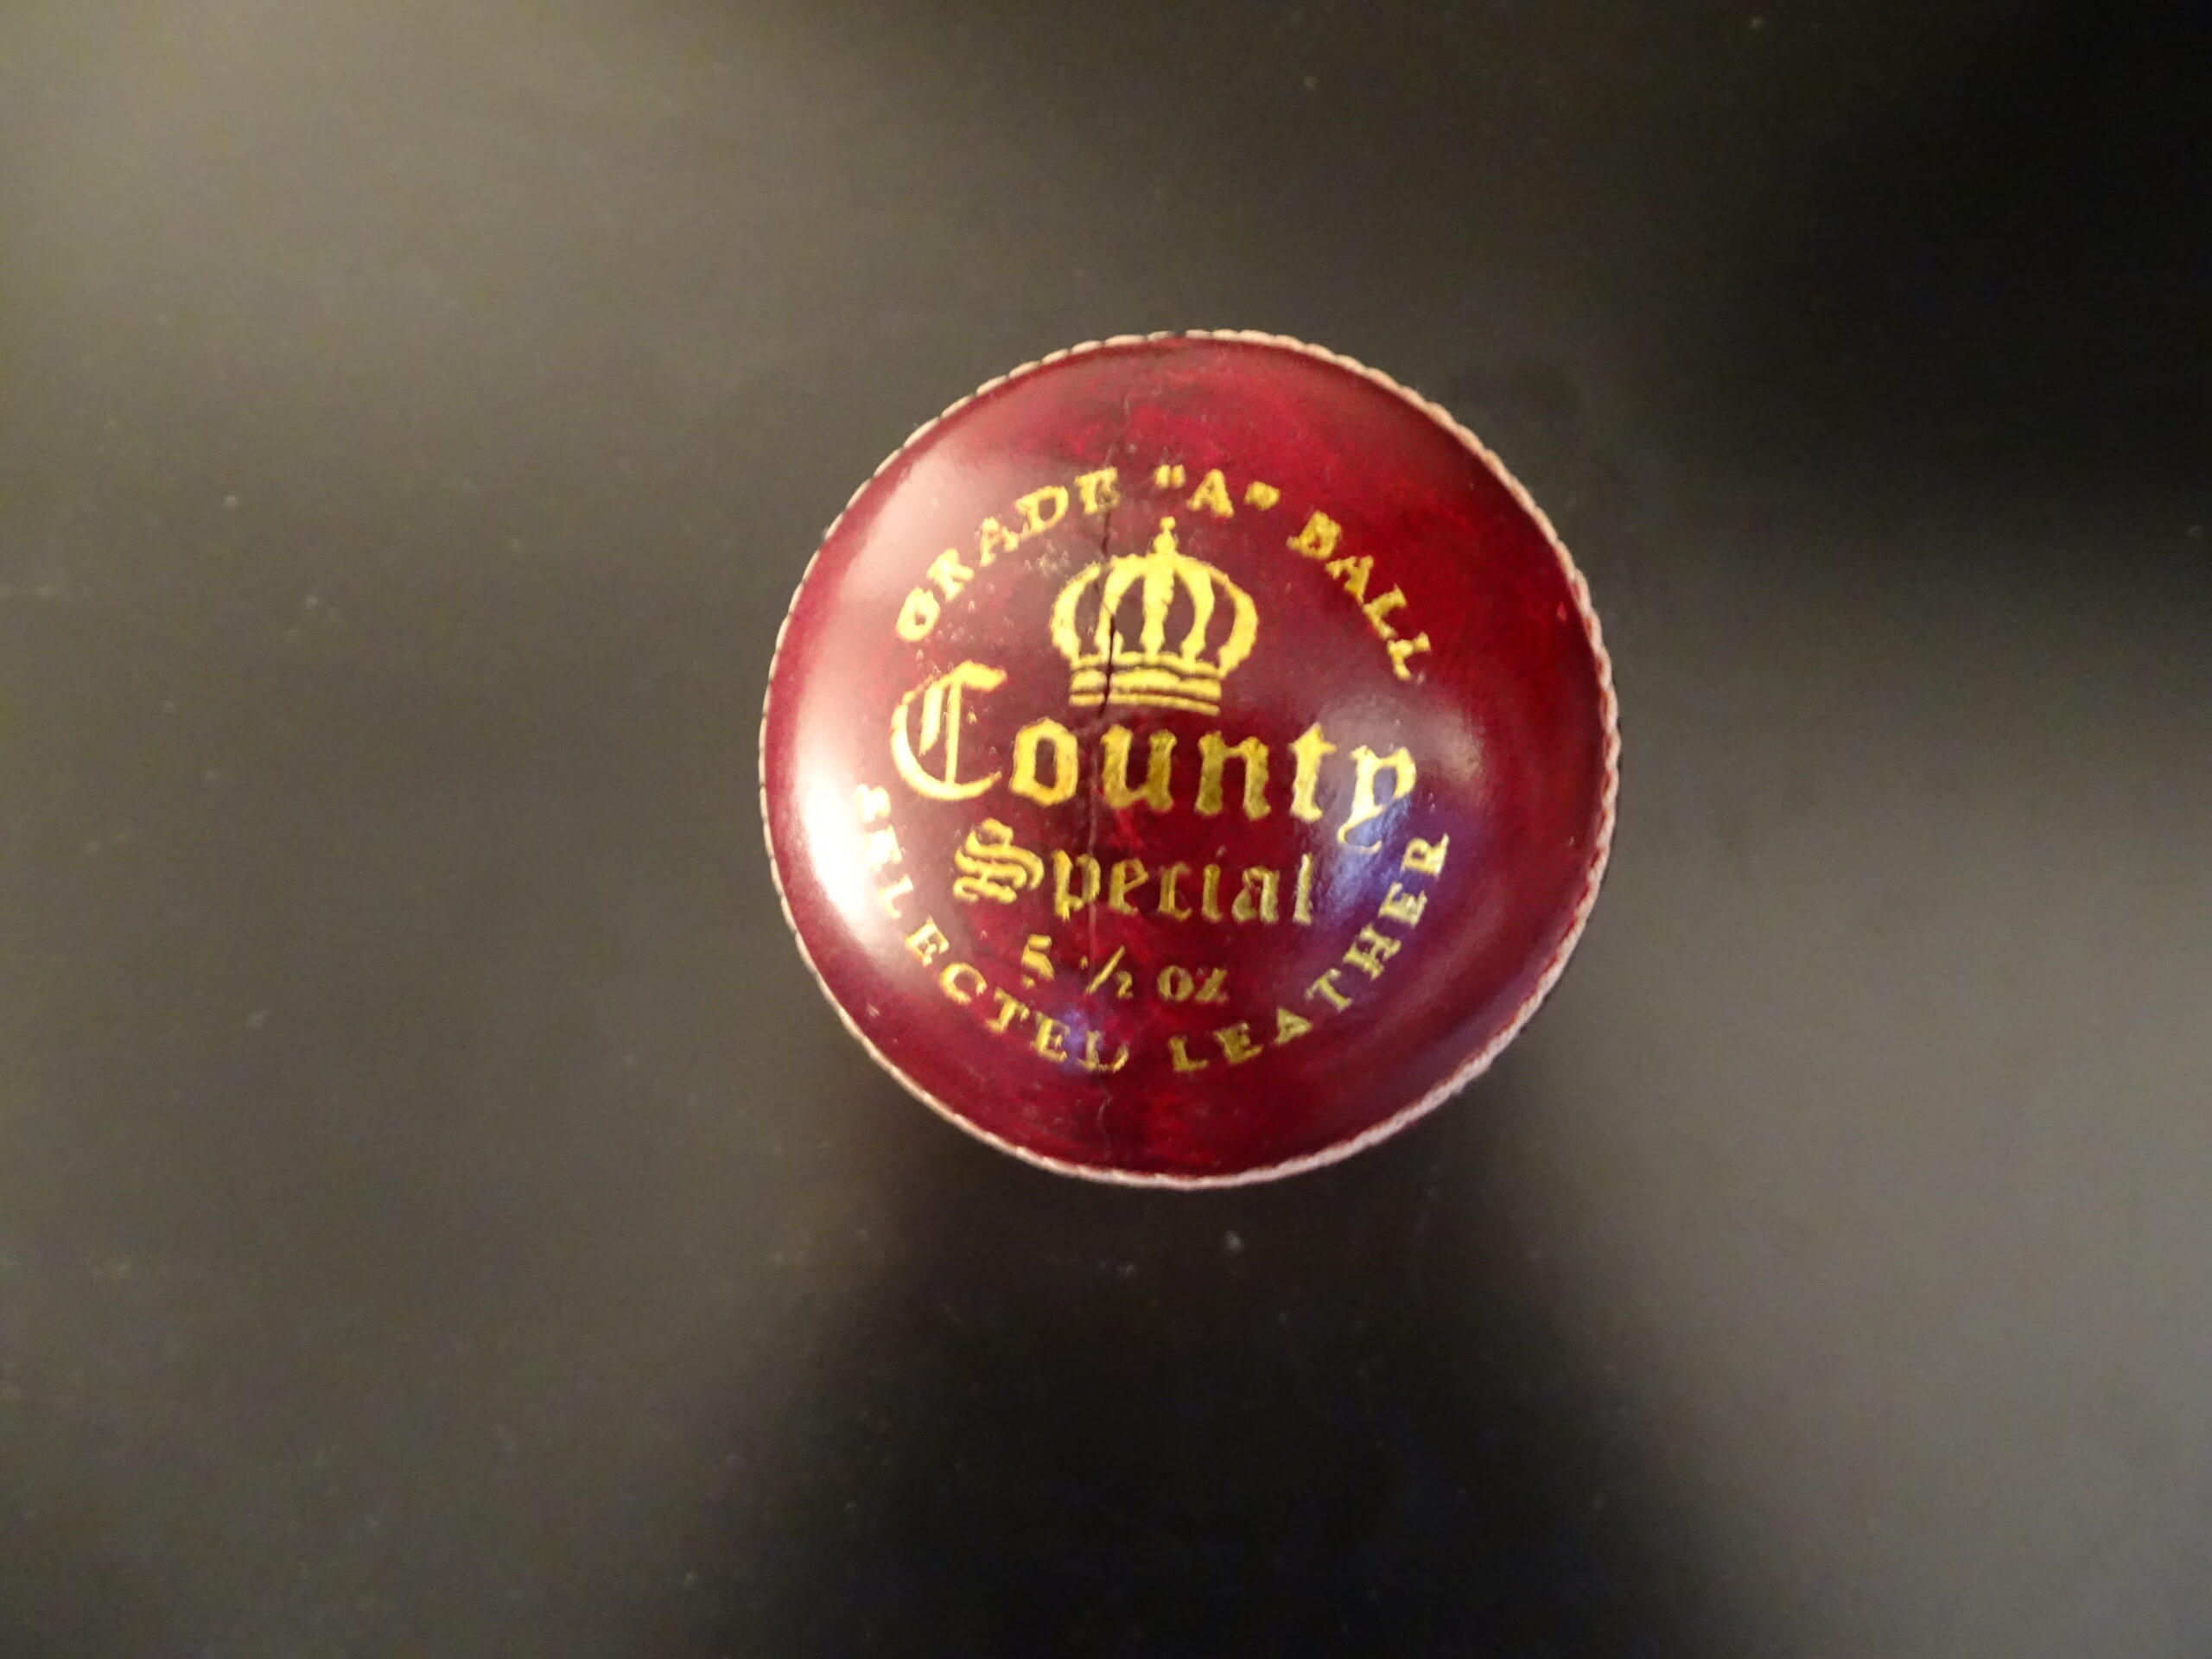 GRADE "A" BALL
County
Special
5 1/2 OZ
SELECTED LEATHER